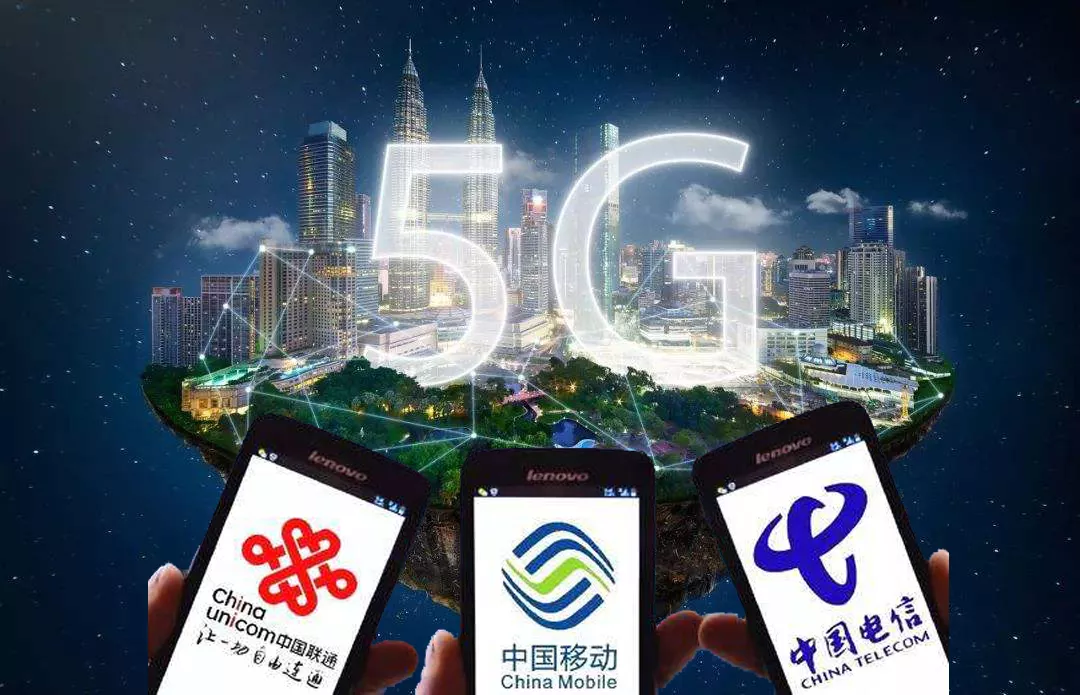 5G
lenovo
lenovo
lenovo
China
unicom中国联通
让一切自由连通
中国移动
China Mobile
中国电信
CHINA TELECOM